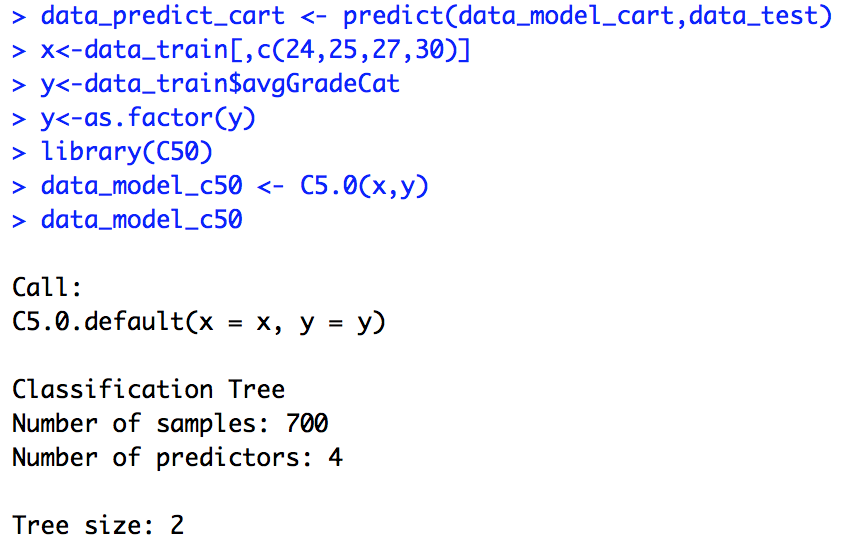 > data_predict_cart <- predict(data_model_cart,data_test)
> x<-data_train[,c(24,25,27,30)]
> y<-data_train$avgGradeCat
> y<-as.factor(y)
> library(C50)
> data_model_c50 <- C5.0(x,y)
> data_model_c50
Call:
C5.0.default(x = x, y = y)
Classification Tree
Number of samples: 700
Number of predictors: 4
Tree size: 2